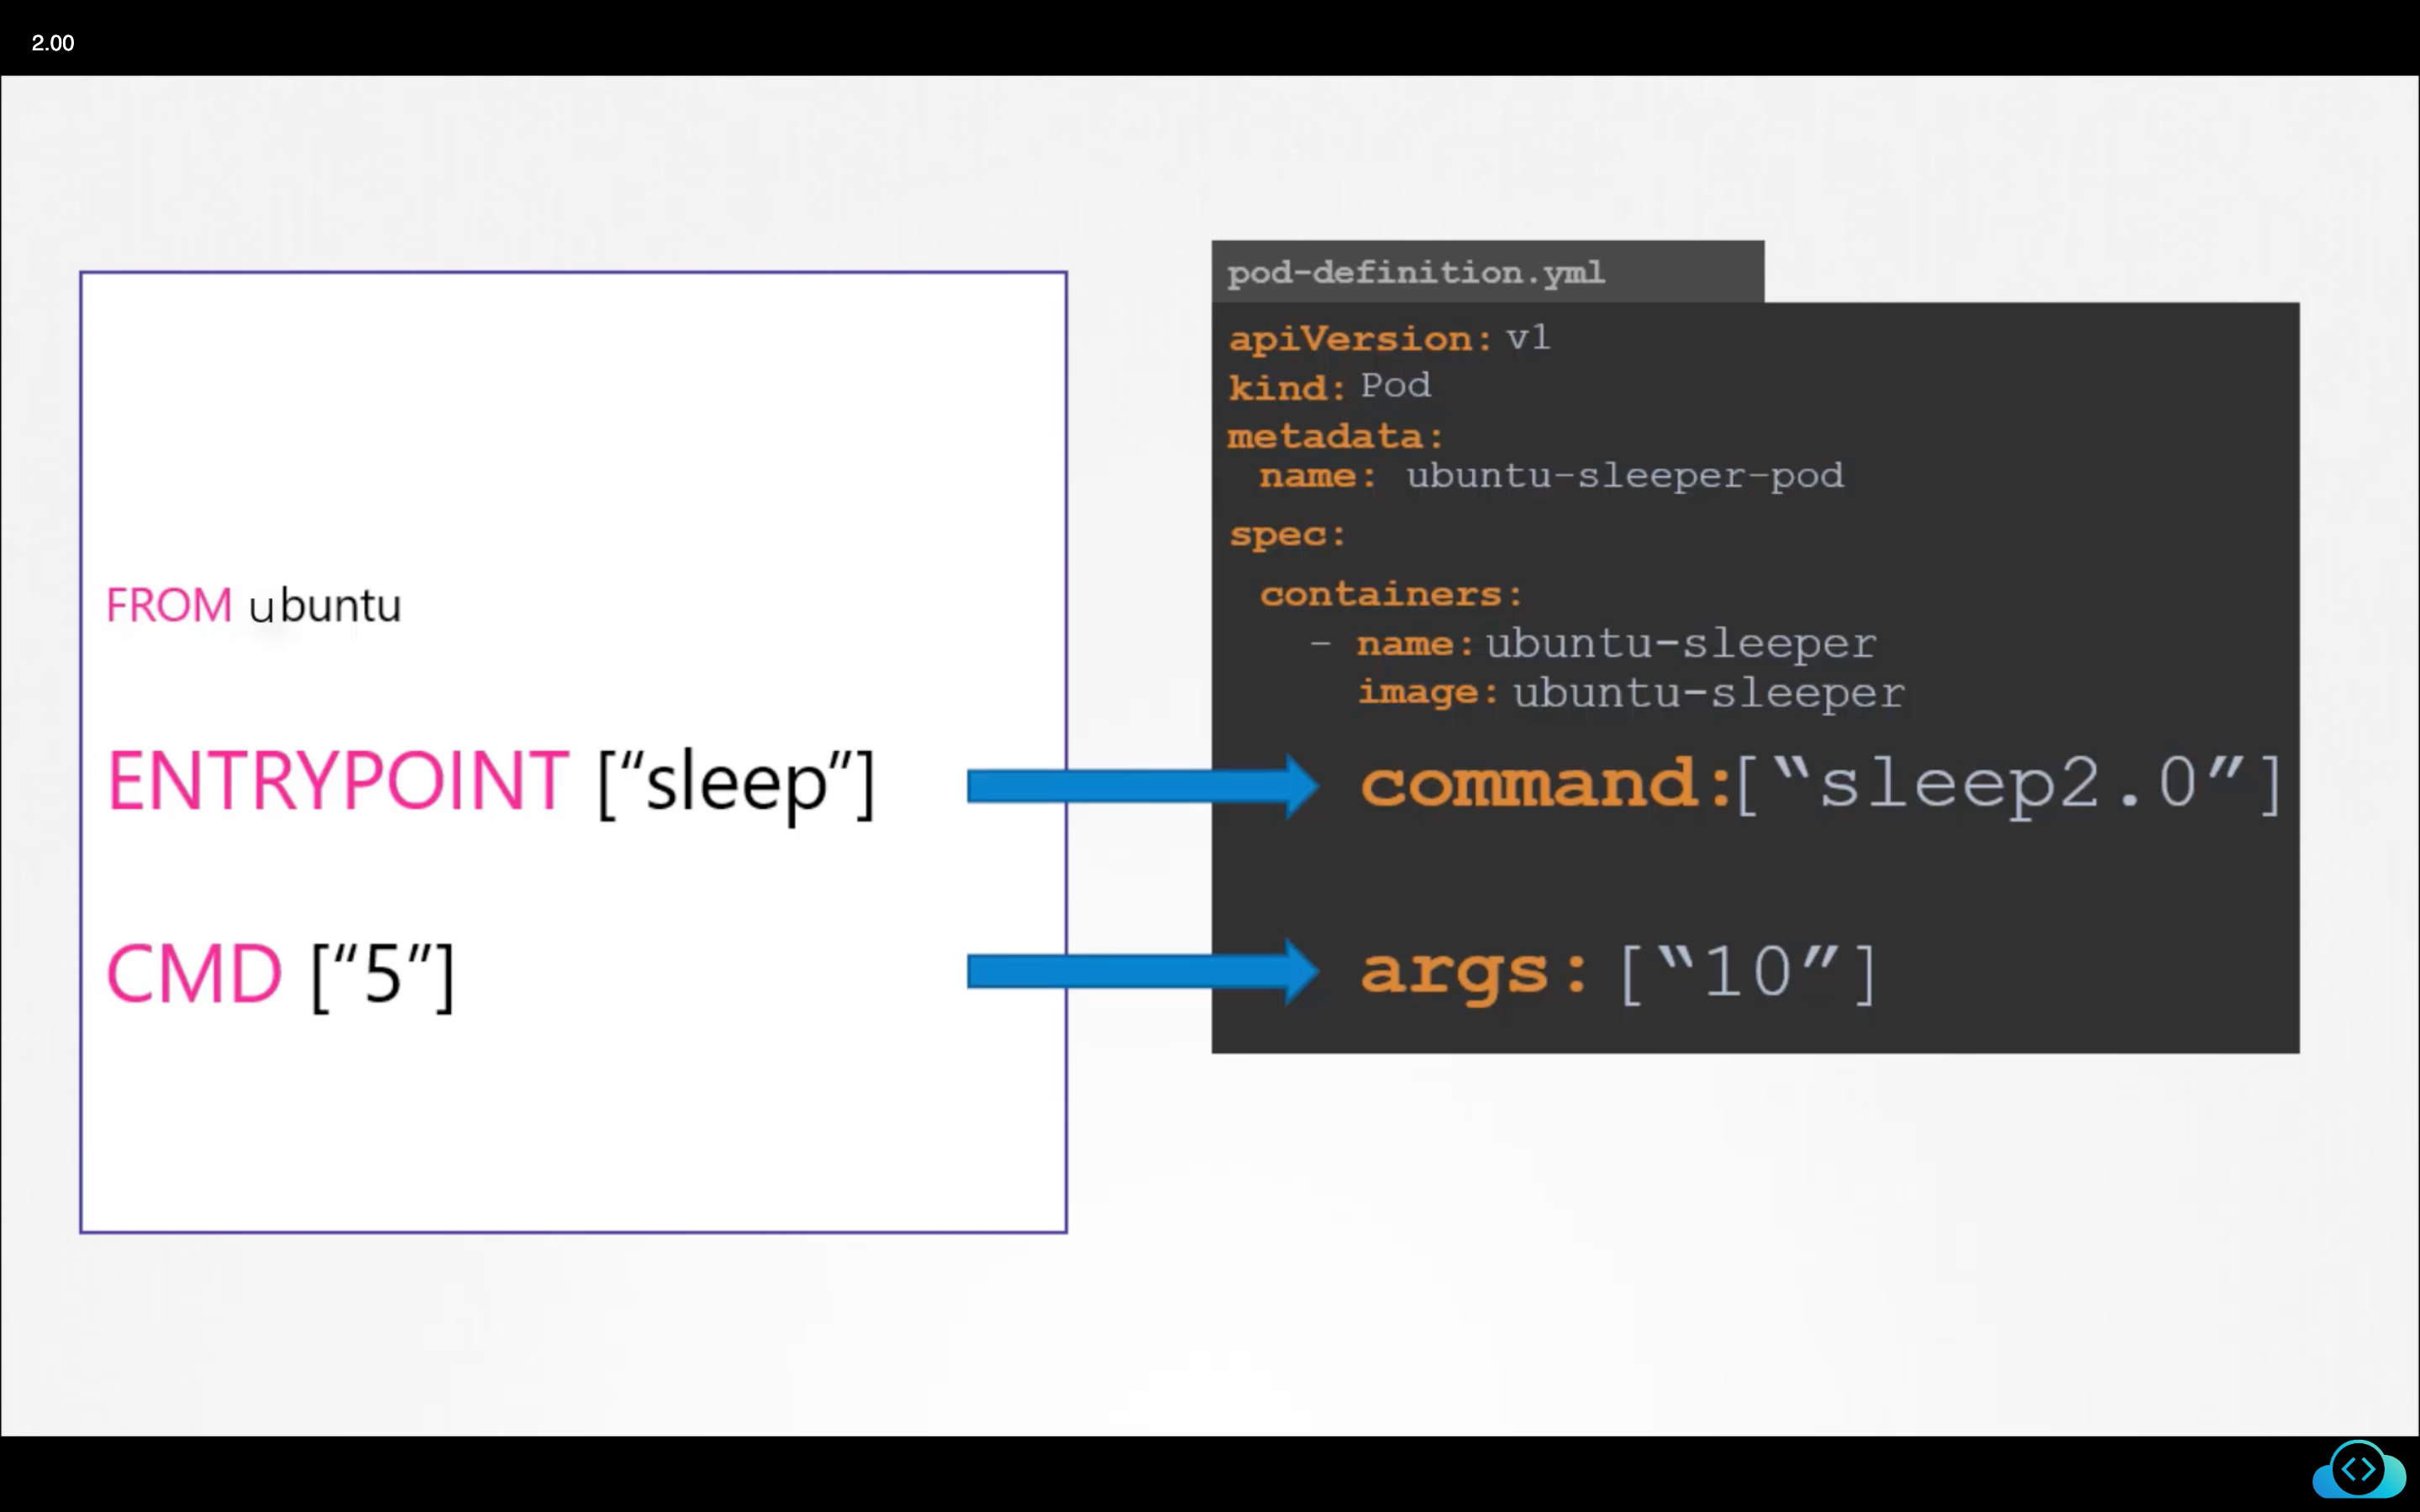 2.00
FROM ubuntu
ENTRYPOINT [“sleep”]
CMD [“5”]
pod-definition.yml
apiVersion: v1
kind: Pod
metadata:
name: ubuntu-sleeper-pod
spec:
containers:
- name: ubuntu-sleeper
image: ubuntu-sleeper
command:[“sleep2.0”]
args: [“10”]